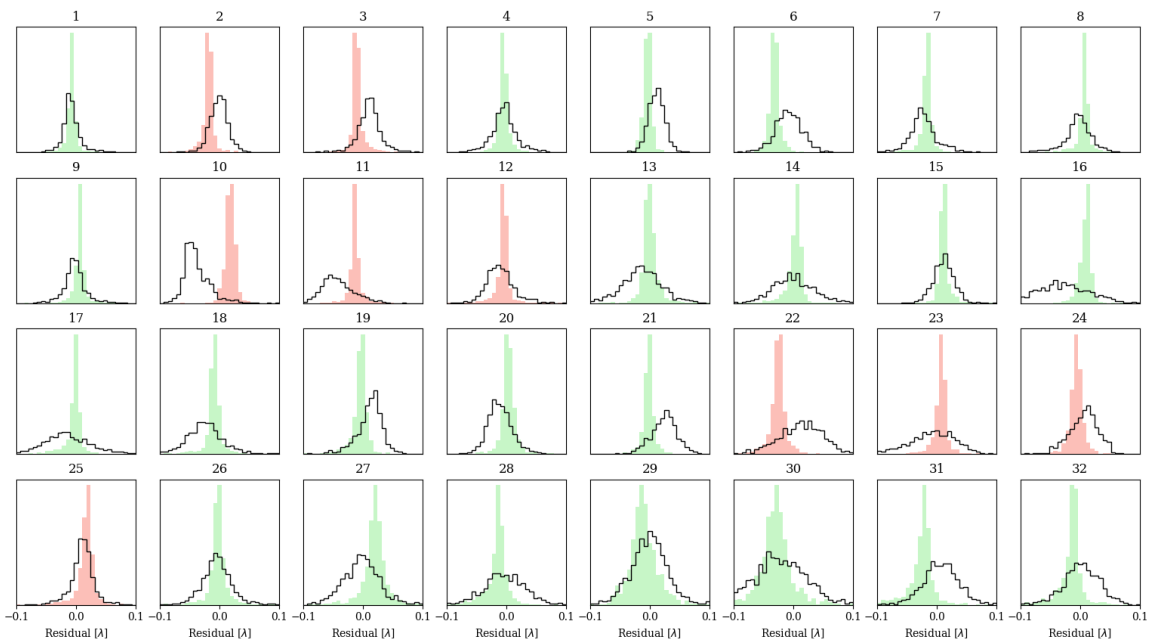 1 2 3 4 5 6 7 8
9 10 11 12 13 14 15 16
17 18 19 20 21 22 23 24
25 26 27 28 29 30 31 32
−0.1 0.0 0.1 −0.1 0.0 0.1 −0.1 0.0 0.1 −0.1 0.0 0.1 −0.1 0.0 0.1 −0.1 0.0 0.1 −0.1 0.0 0.1 −0.1 0.0 0.1
Residual [λ] Residual [λ] Residual [λ] Residual [λ] Residual [λ] Residual [λ] Residual [λ] Residual [λ]